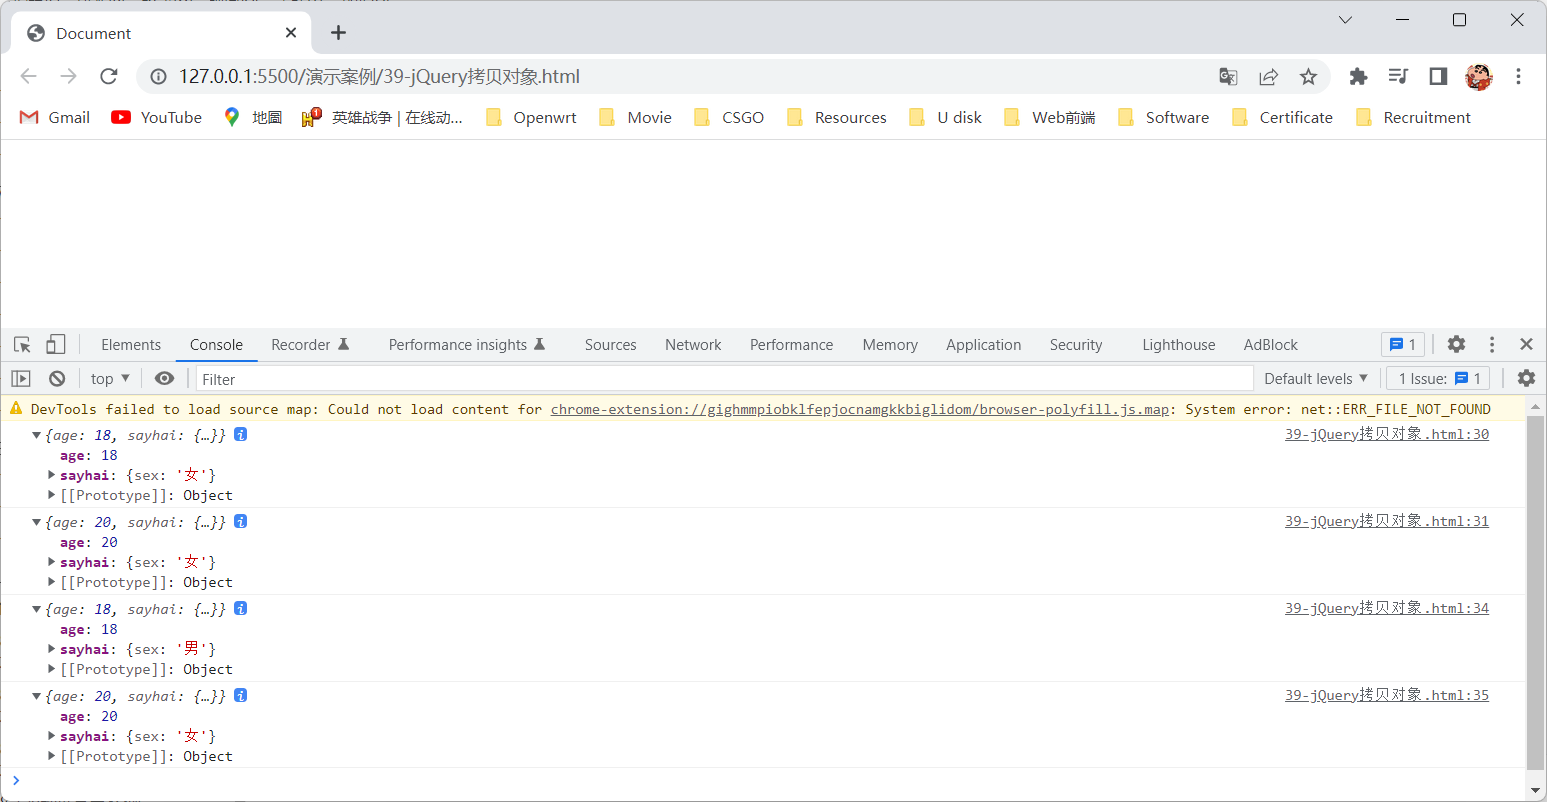 Document
127.0.0.1:5500/演示案例/39-jQuery拷贝对象.html
Gmail YouTube 地圖 英雄战争 | 在线动... Openwrt Movie CSGO Resources U disk Web前端 Software Certificate Recruitment
Elements Console Recorder Performance insights Sources Network Performance Memory Application Security Lighthouse AdBlock 1
top Filter Default levels 1 Issue: 1
DevTools failed to load source map: Could not load content for chrome-extension://gighmmpiobklfepjocnamgkkbiglidom/browser-polyfill.js.map: System error: net::ERR_FILE_NOT_FOUND
{age: 18, sayhai: {…}} 39-jQuery拷贝对象.html:30
age: 18
sayhai: {sex: '女'}
[[Prototype]]: Object
{age: 20, sayhai: {…}} 39-jQuery拷贝对象.html:31
age: 20
sayhai: {sex: '女'}
[[Prototype]]: Object
{age: 18, sayhai: {…}} 39-jQuery拷贝对象.html:34
age: 18
sayhai: {sex: '男'}
[[Prototype]]: Object
{age: 20, sayhai: {…}} 39-jQuery拷贝对象.html:35
age: 20
sayhai: {sex: '女'}
[[Prototype]]: Object